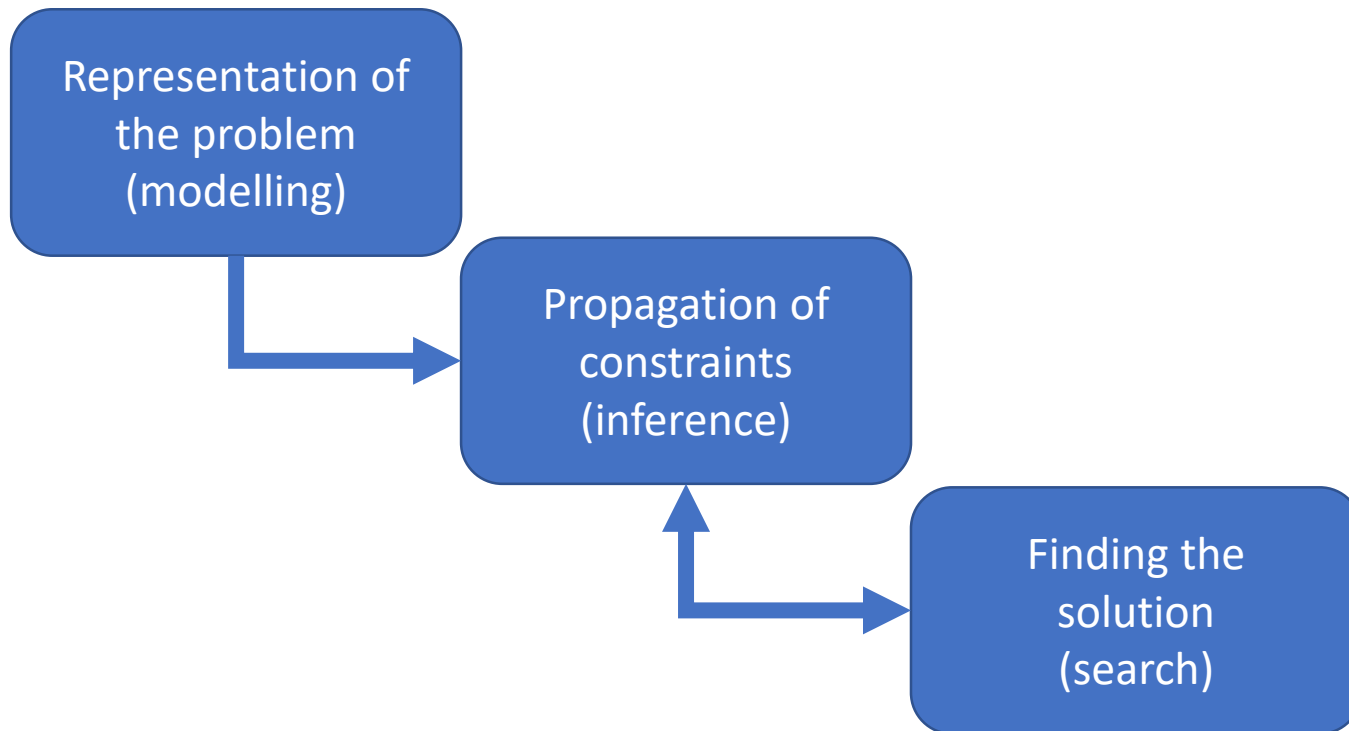 Representation of
the problem
(modelling)
Propagation of
constraints
(inference)
Finding the
solution
(search)